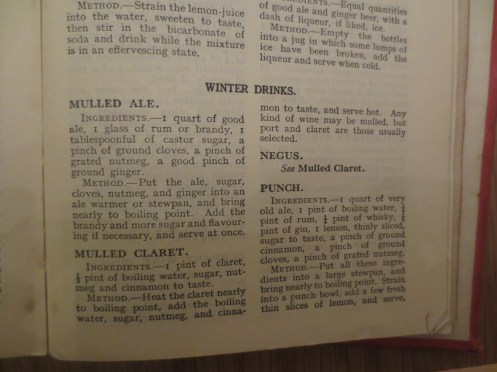 METHOD.—Strain the lemon-juice
into the water, sweeten to taste,
then stir in the bicarbonate of
soda and drink while the mixture
is in an effervescing state.
INGREDIENTS.—Equal quantities
of good ale and ginger beer, with a
dash of liqueur, if liked, ice.
METHOD.—Empty the bottles
into a jug in which some lumps of
ice have been broken, add the
liqueur and serve when cold.
WINTER DRINKS.
MULLED ALE.
INGREDIENTS.—1 quart of good
ale, 1 glass of rum or brandy, 1
tablespoonful of castor sugar, a
pinch of ground cloves, a pinch of
grated nutmeg, a good pinch of
ground ginger.
METHOD.—Put the ale, sugar,
cloves, nutmeg, and ginger into an
ale warmer or stewpan, and bring
nearly to boiling point. Add the
brandy and more sugar and flavour-
ing if necessary, and serve at once.
MULLED CLARET.
INGREDIENTS.—1 pint of claret,
½ pint of boiling water, sugar, nut-
meg and cinnamon to taste.
METHOD.—Heat the claret nearly
to boiling point, add the boiling
water, sugar, nutmeg, and cinna-
mon to taste, and serve hot. Any
kind of wine may be mulled, but
port and claret are those usually
selected.
NEGUS.
See Mulled Claret.
PUNCH.
INGREDIENTS.—1 quart of very
old ale, 1 pint of boiling water,
pint of rum, pint of whisky,
pint of gin, 1 lemon, thinly sliced,
sugar to taste, a pinch of ground
cinnamon, a pinch of ground
cloves, a pinch of grated nutmeg.
METHOD.—Put all these ingre-
dients into a large stewpan, and
bring nearly to boiling point. Strain
into a punch bowl, add a few fresh
thin slices of lemon, and serve.